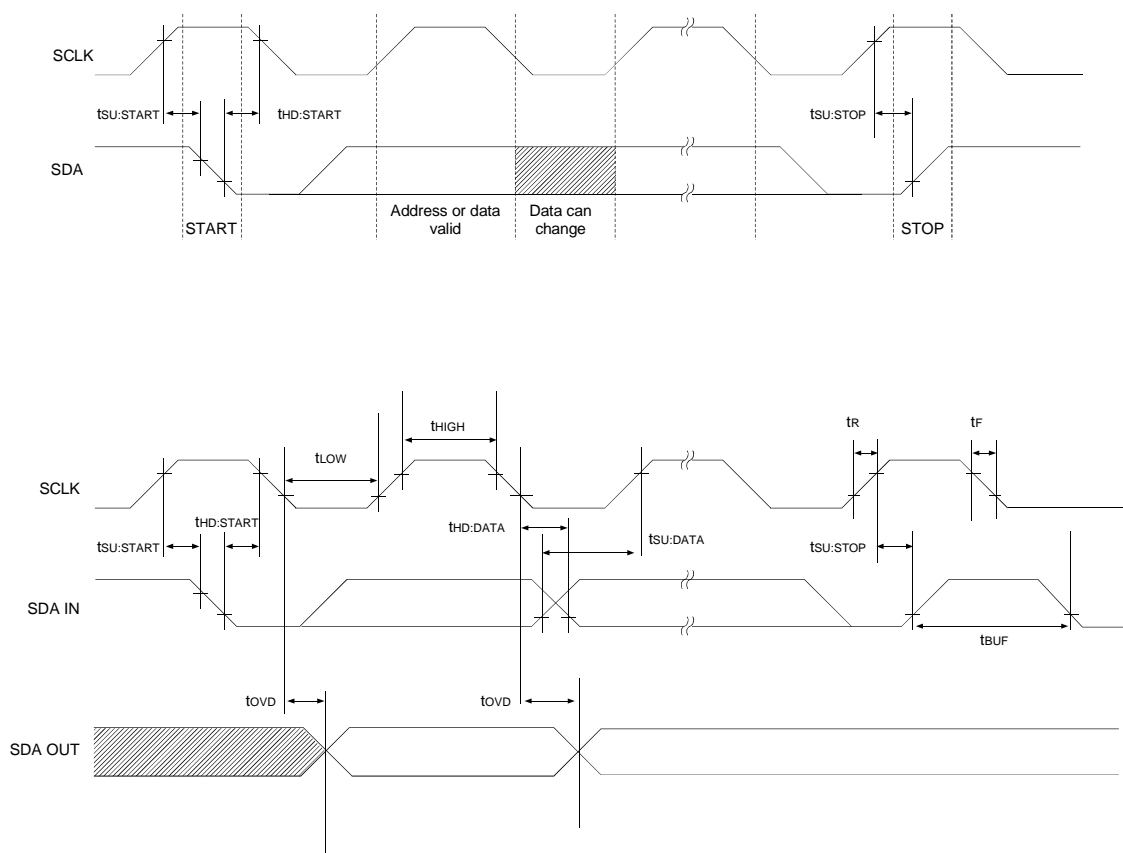 SCLK
tSU:START
tHD:START
tSU:STOP
SDA
Address or data
valid
Data can
change
START
STOP
tHIGH
tR
tF
tLOW
SCLK
tHD:START
tHD:DATA
tSU:START
tSU:DATA
tSU:STOP
SDA IN
tBUF
tOVD
tOVD
SDA OUT